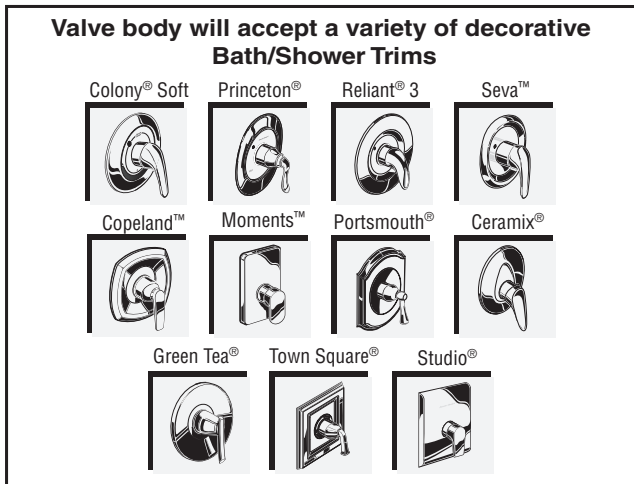 Valve body will accept a variety of decorative
Bath/Shower Trims
Colony® Soft Princeton® Reliant® 3 Seva™
Copeland™ Moments™ Portsmouth® Ceramix®
Green Tea® Town Square® Studio®